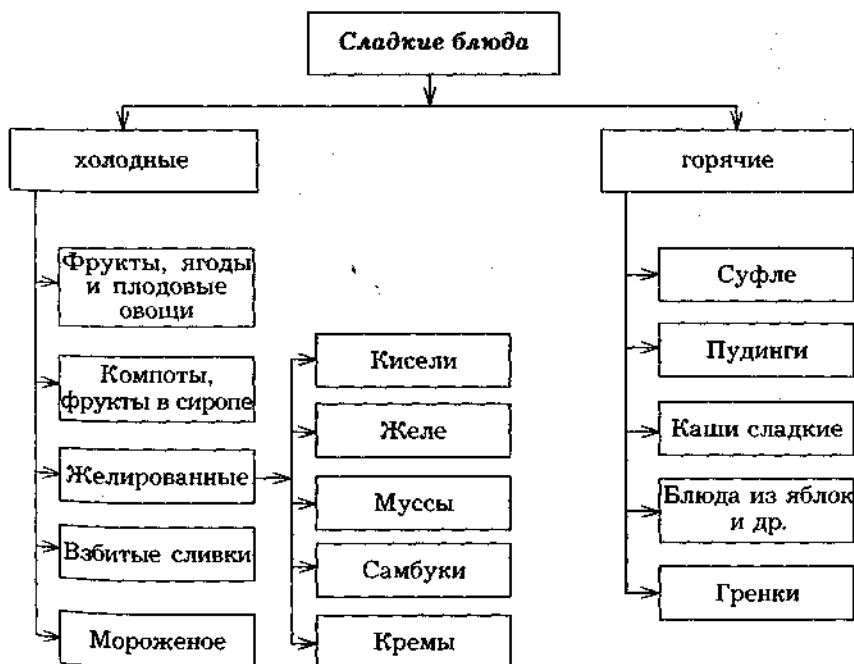 Сладкие блюда
холодные
горячие
Фрукты, ягоды
и плодовые
овощи
Компоты,
фрукты в сиропе
Желированные
Взбитые сливки
Мороженое
Кисели
Желе
Муссы
Самбуки
Кремы
Суфле
Пудинги
Каши сладкие
Блюда из яблок
и др.
Гренки